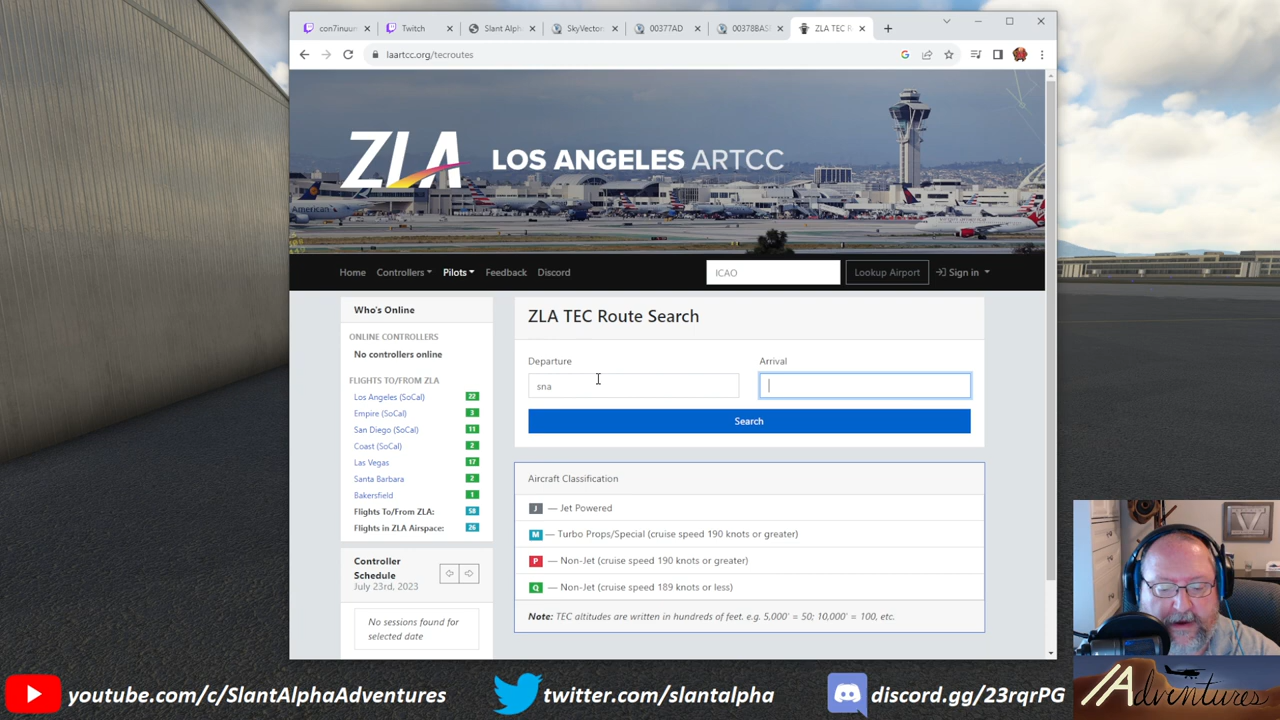 con7inuum
Twitch
Slant Alph
SkyVector
00377AD
00378BAS
ZLA TEC R
laartcc.org/tecroutes
ZLA LOS ANGELES ARTCC
American
Home
Controllers
Pilots
Feedback
Discord
ICAO
Lookup Airport
Sign in
Who's Online
ONLINE CONTROLLERS
No controllers online
FLIGHTS TO/FROM ZLA
Los Angeles (SoCal) 22
Empire (SoCal) 3
San Diego (SoCal) 11
Coast (SoCal) 2
Las Vegas 17
Santa Barbara 2
Bakersfield 1
Flights To/From ZLA: 58
Flights in ZLA Airspace: 26
Controller Schedule
July 23rd, 2023
No sessions found for
selected date
ZLA TEC Route Search
Departure
Arrival
sna
Search
Aircraft Classification
J — Jet Powered
M — Turbo Props/Special (cruise speed 190 knots or greater)
P — Non-Jet (cruise speed 190 knots or greater)
Q — Non-Jet (cruise speed 189 knots or less)
Note: TEC altitudes are written in hundreds of feet. e.g. 5,000' = 50; 10,000' = 100, etc.
youtube.com/c/SlantAlphaAdventures
twitter.com/slantalpha
discord.gg/23rqrPG
Adventures